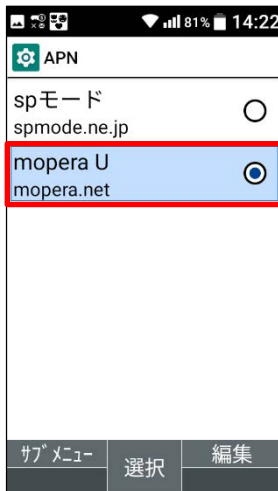 81% 14:22
APN
spモード
spmode.ne.jp
mopera U
mopera.net
ｻﾌﾞﾒﾆｭｰ 選択 編集